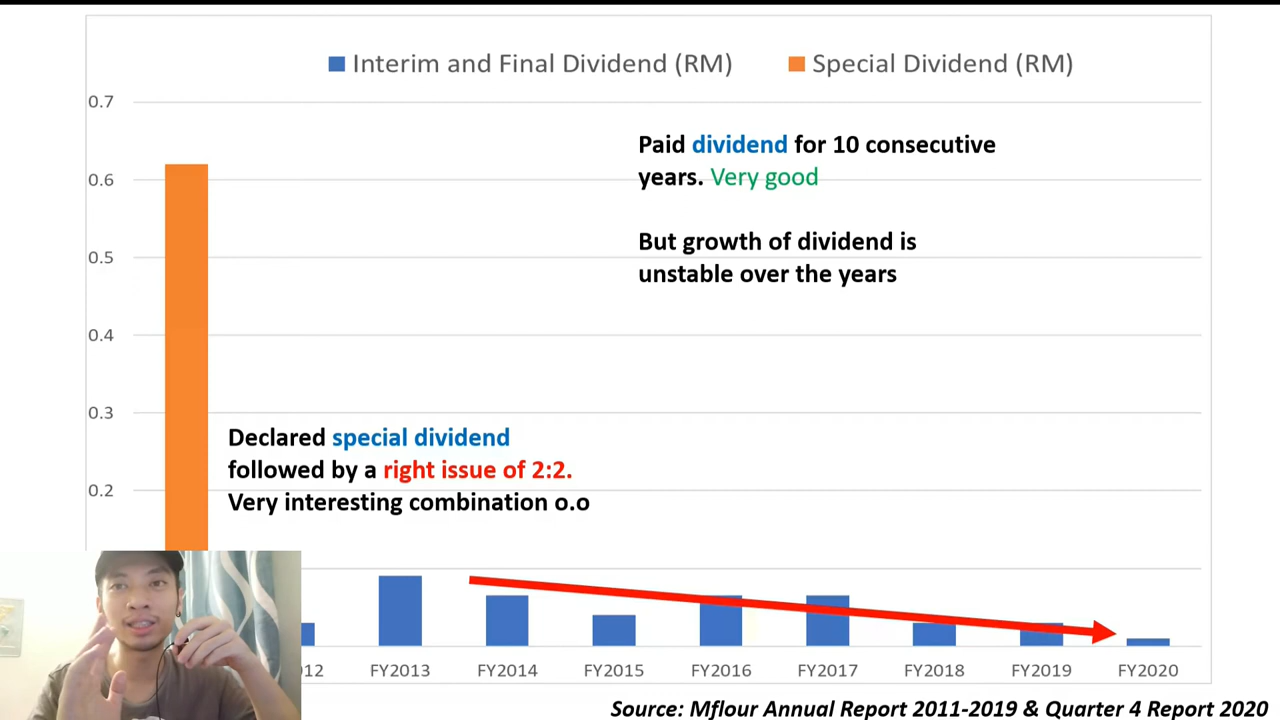 Interim and Final Dividend (RM) Special Dividend (RM)
0.7
Paid dividend for 10 consecutive
years. Very good
0.6
But growth of dividend is
unstable over the years
0.5
0.4
0.3
Declared special dividend
followed by a right issue of 2:2.
Very interesting combination o.o
0.2
12 FY2013 FY2014 FY2015 FY2016 FY2017 FY2018 FY2019 FY2020
Source: Mflour Annual Report 2011-2019 & Quarter 4 Report 2020